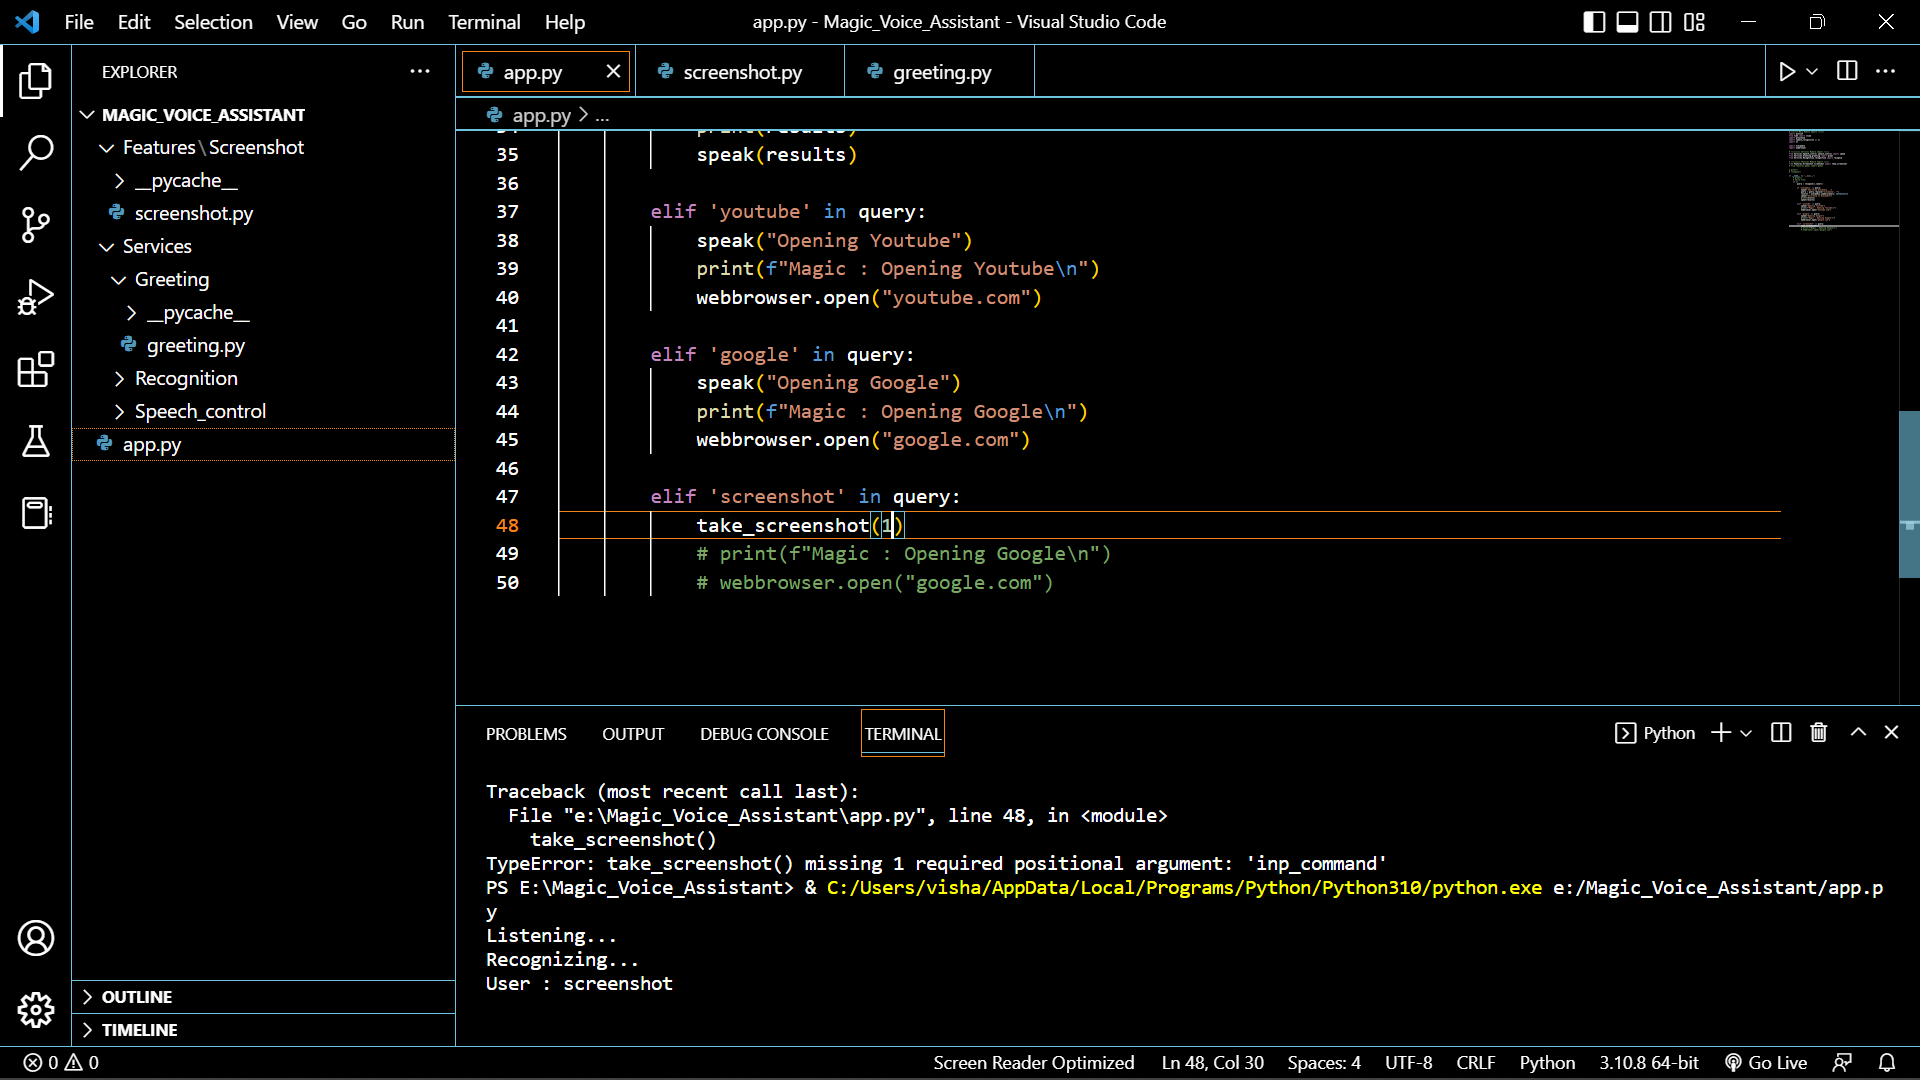 File Edit Selection View Go Run Terminal Help
app.py - Magic_Voice_Assistant - Visual Studio Code
EXPLORER
MAGIC_VOICE_ASSISTANT
Features\Screenshot
__pycache__
screenshot.py
Services
Greeting
__pycache__
greeting.py
Recognition
Speech_control
app.py
OUTLINE
TIMELINE
app.py screenshot.py greeting.py
app.py > ...
34 print(results)
35 speak(results)
36
37 elif 'youtube' in query:
38 speak("Opening Youtube")
39 print(f"Magic : Opening Youtube\n")
40 webbrowser.open("youtube.com")
41
42 elif 'google' in query:
43 speak("Opening Google")
44 print(f"Magic : Opening Google\n")
45 webbrowser.open("google.com")
46
47 elif 'screenshot' in query:
48 take_screenshot(1)
49 # print(f"Magic : Opening Google\n")
50 # webbrowser.open("google.com")
PROBLEMS OUTPUT DEBUG CONSOLE TERMINAL
Python
Traceback (most recent call last):
File "e:\Magic_Voice_Assistant\app.py", line 48, in <module>
take_screenshot()
TypeError: take_screenshot() missing 1 required positional argument: 'inp_command'
PS E:\Magic_Voice_Assistant> & C:/Users/visha/AppData/Local/Programs/Python/Python310/python.exe e:/Magic_Voice_Assistant/app.p
y
Listening...
Recognizing...
User : screenshot
0 0 Screen Reader Optimized Ln 48, Col 30 Spaces: 4 UTF-8 CRLF Python 3.10.8 64-bit Go Live